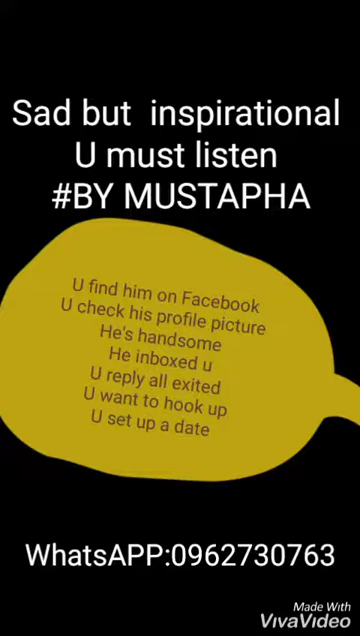 Sad but inspirational
U must listen
#BY MUSTAPHA
U find him on Facebook
U check his profile picture
He's handsome
He inboxed u
U reply all exited
U want to hook up
U set up a date
WhatsAPP:0962730763
Made With
VivaVideo